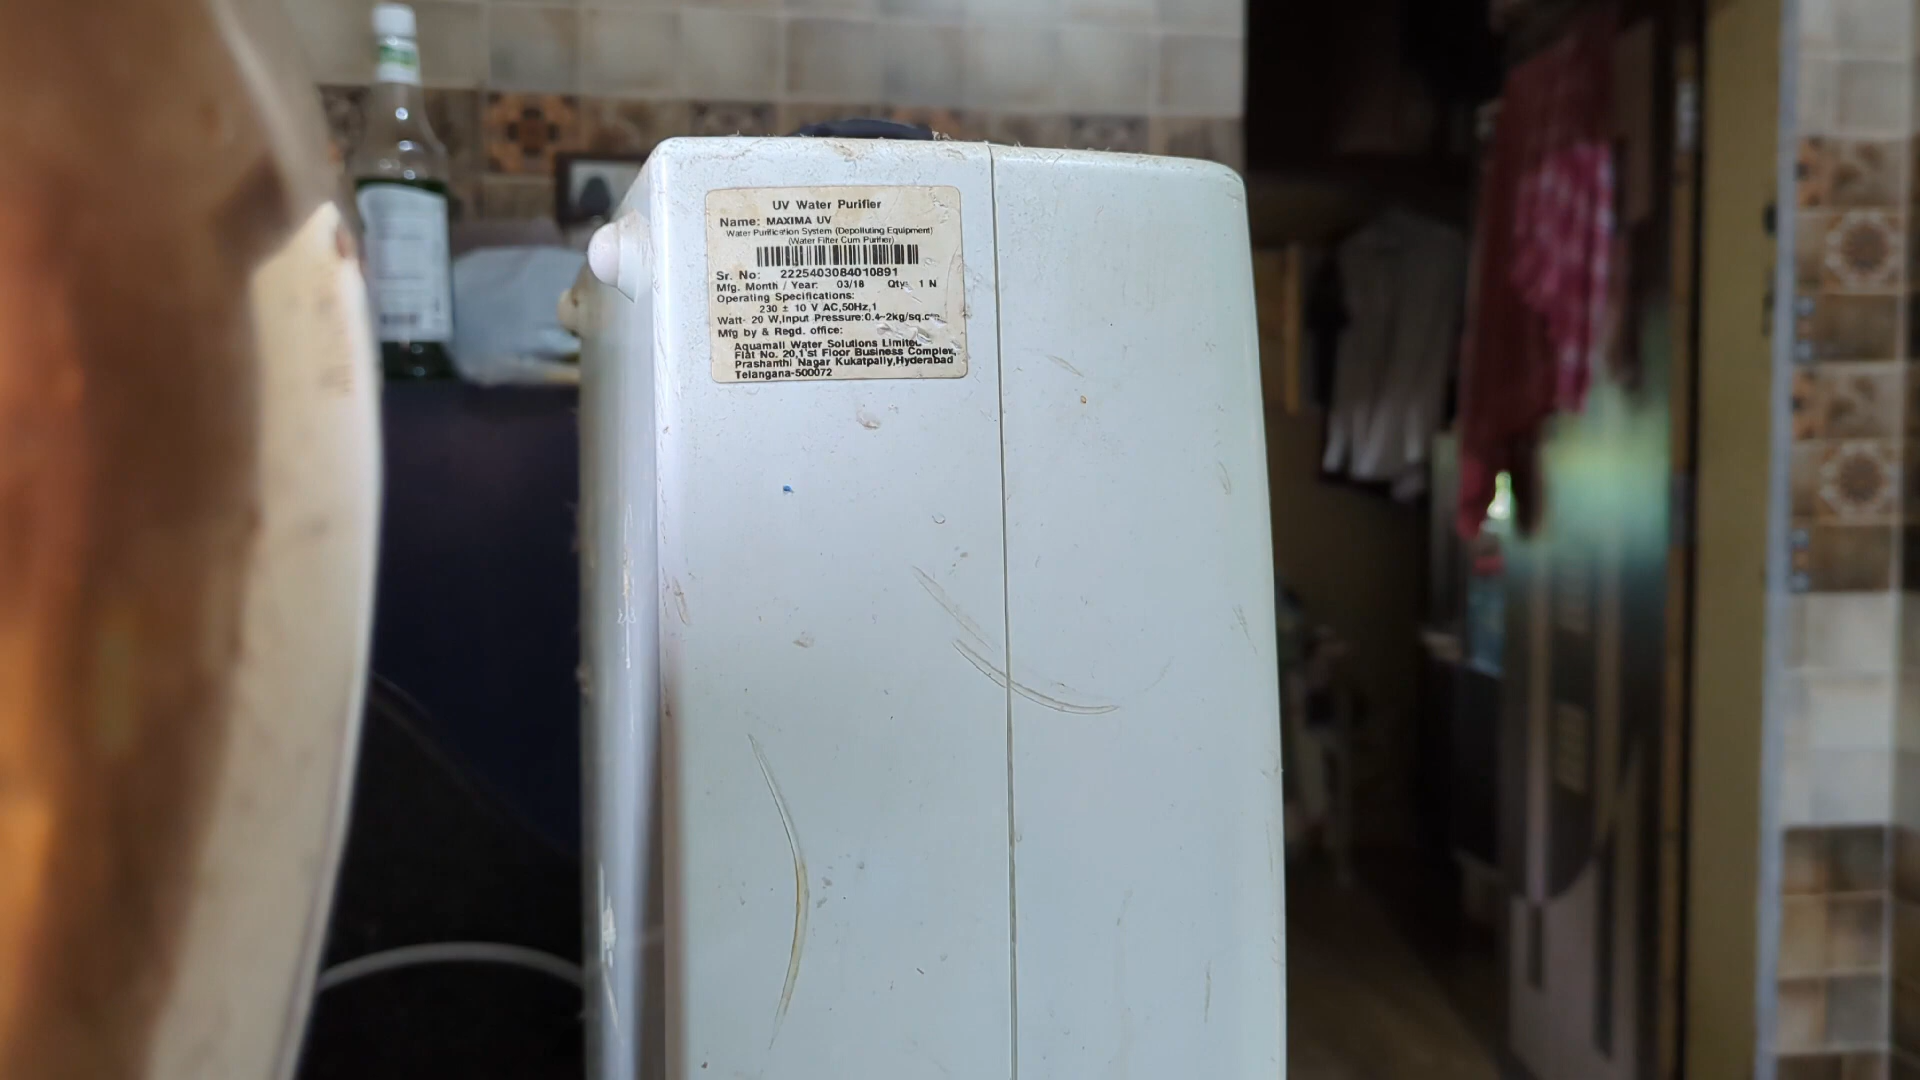 UV Water Purifier
Name: MAXIMA UV
Water Purification System (Depolluting Equipment)
(Water Filter Cum Purifier)
Sr. No: 2225403084010891
Mfg. Month / Year: 03/18 Qty: 1 N
Operating Specifications:
230 ± 10 V AC,50Hz,1
Watt- 20 W,Input Pressure:0.4~2kg/sq.cm
Mfg by & Regd. office:
Aquamall Water Solutions Limited
Flat No. 20,1'st Floor Business Complex,
Prashanthi Nagar Kukatpally,Hyderabad
Telangana-500072